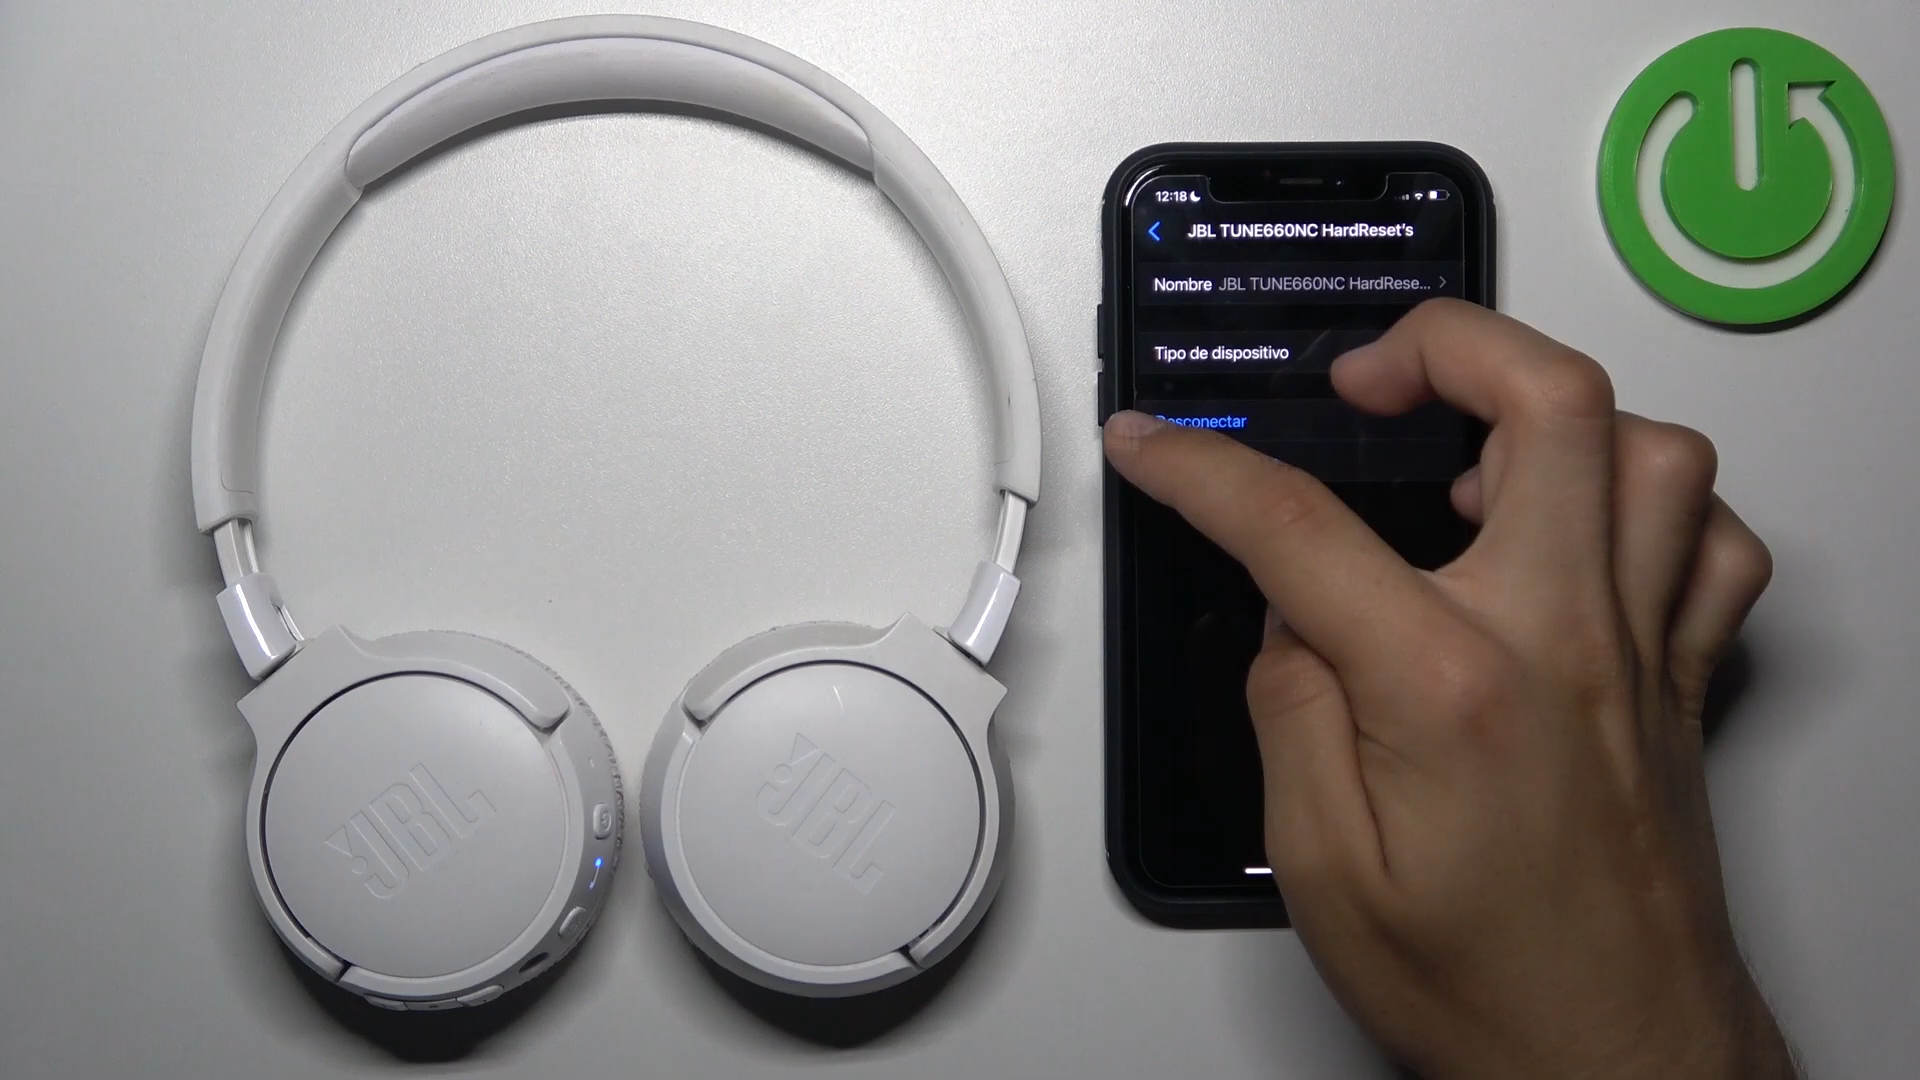 12:18
JBL TUNE660NC HardReset's
Nombre JBL TUNE660NC HardRese...
Tipo de dispositivo
Desconectar
JBL
JBL